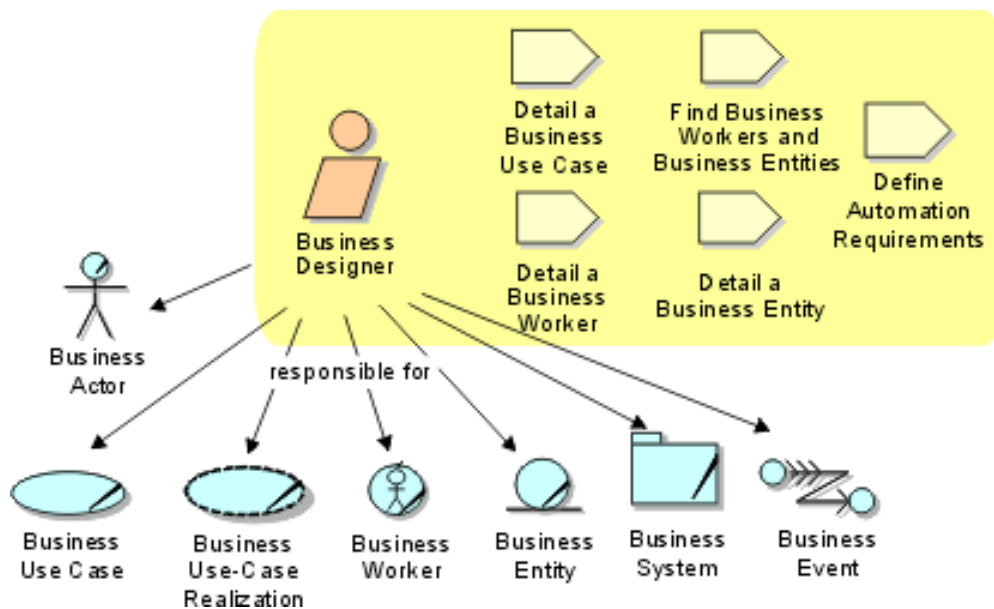 Detail a
Business
Use Case
Find Business
Workers and
Business Entities
Define
Automation
Requirements
Business
Designer
Detail a
Business
Worker
Detail a
Business Entity
Business
Actor
responsible for
Business
Use Case
Business
Use-Case
Realization
Business
Worker
Business
Entity
Business
System
Business
Event